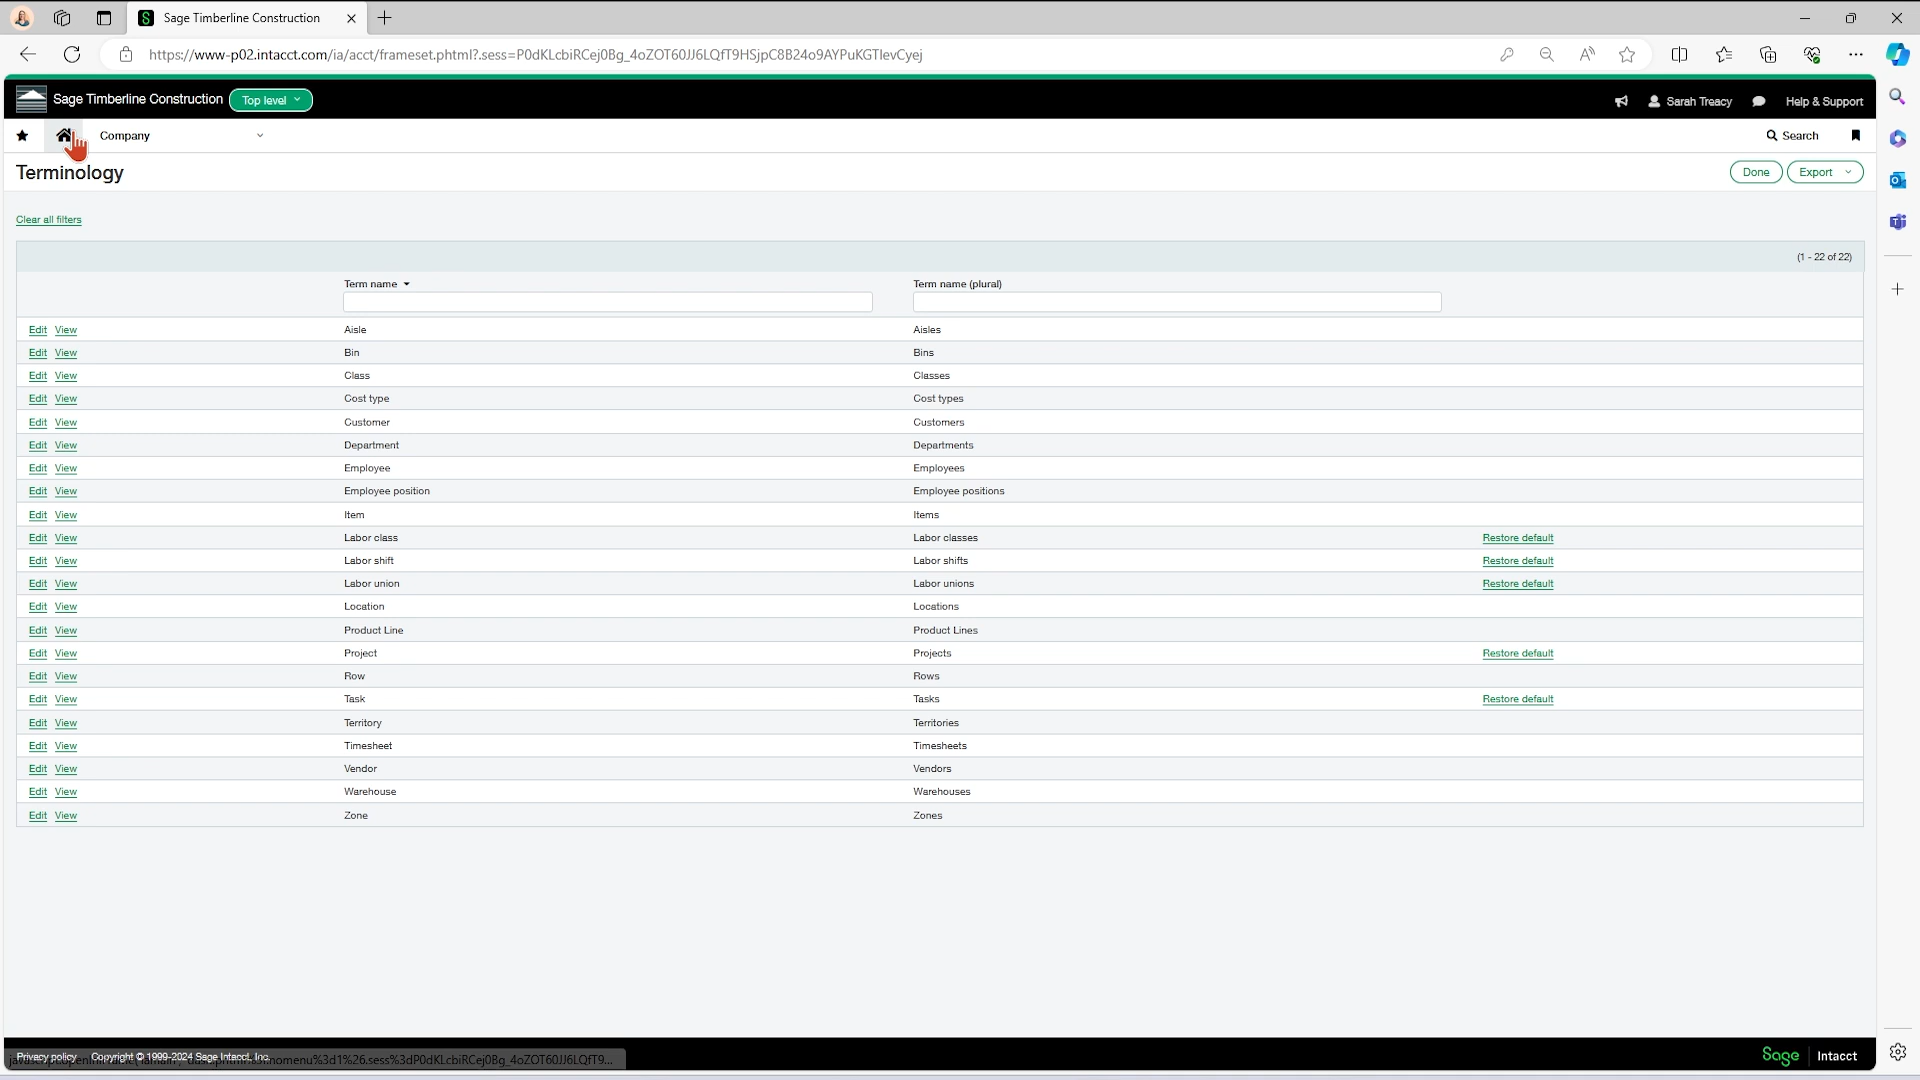 Sage Timberline Construction
https://www-p02.intacct.com/ia/acct/frameset.phtml?.sess=P0dKLcbiRCej0Bg_4oZOT60JJ6LQfT9HSjpC8B24o9AYPuKGTlevCyej
Sage Timberline Construction Top level Sarah Treacy Help & Support
Company Search
Terminology Done Export
Clear all filters
(1 - 22 of 22)
Term name Term name (plural)
Edit View Aisle Aisles
Edit View Bin Bins
Edit View Class Classes
Edit View Cost type Cost types
Edit View Customer Customers
Edit View Department Departments
Edit View Employee Employees
Edit View Employee position Employee positions
Edit View Item Items
Edit View Labor class Labor classes Restore default
Edit View Labor shift Labor shifts Restore default
Edit View Labor union Labor unions Restore default
Edit View Location Locations
Edit View Product Line Product Lines
Edit View Project Projects Restore default
Edit View Row Rows
Edit View Task Tasks Restore default
Edit View Territory Territories
Edit View Timesheet Timesheets
Edit View Vendor Vendors
Edit View Warehouse Warehouses
Edit View Zone Zones
Privacy policy Copyright © 1999-2024 Sage Intacct, Inc.
Sage Intacct